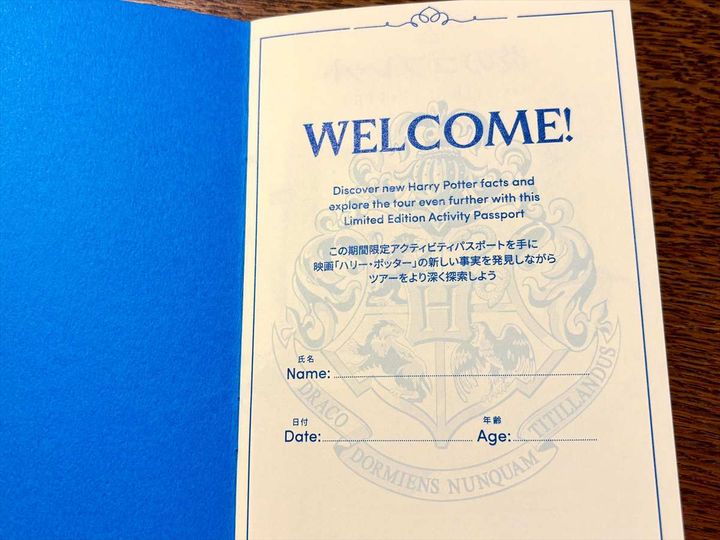 WELCOME!
Discover new Harry Potter facts and
explore the tour even further with this
Limited Edition Activity Passport
この期間限定アクティビティパスポートを手に
映画「ハリー・ポッター」の新しい事実を発見しながら
ツアーをより深く探索しよう
H
氏名
Name:
日付 年齢
Date: Age:
DRACO DORMIENS NUNQUAM TITILLANDUS